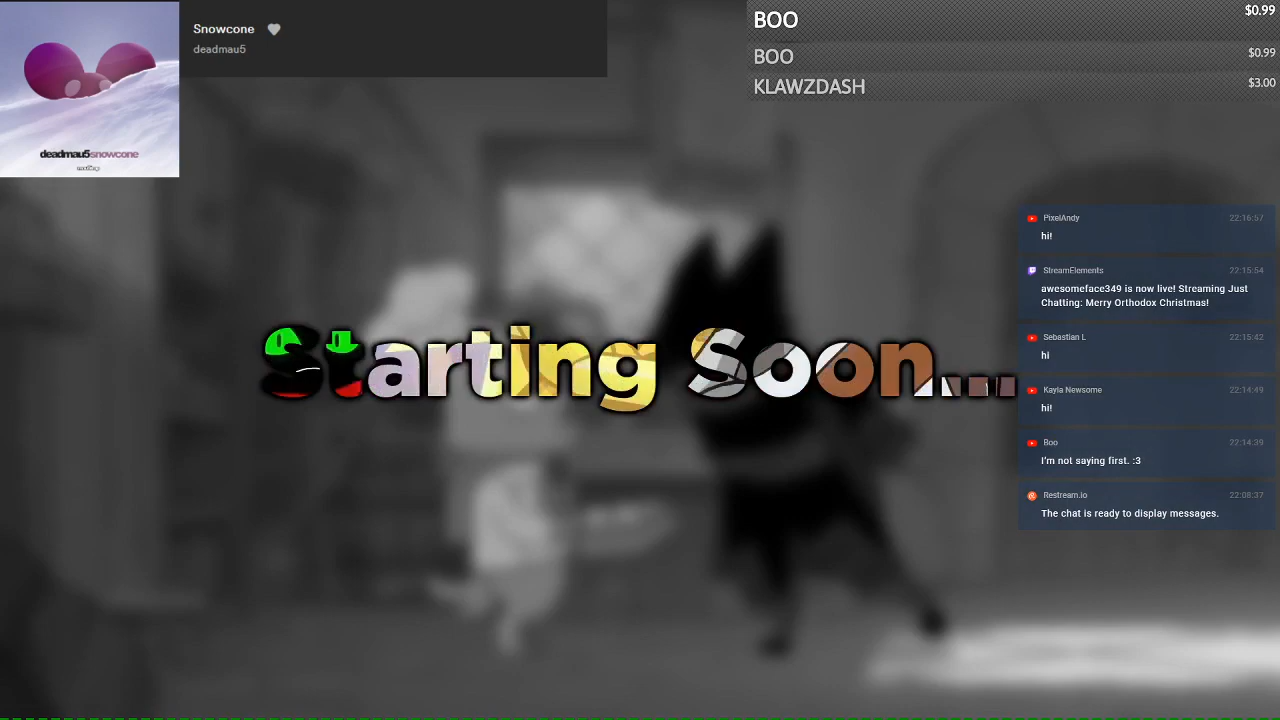 Snowcone
deadmau5
deadmau5snowcone
BOO $0.99
BOO $0.99
KLAWZDASH $3.00
Starting Soon...
PixelAndy 22:16:57
hi!
StreamElements 22:15:54
awesomeface349 is now live! Streaming Just
Chatting: Merry Orthodox Christmas!
Sebastian L 22:15:42
hi
Kayla Newsome 22:14:49
hi!
Boo 22:14:39
I'm not saying first. :3
Restream.io 22:08:37
The chat is ready to display messages.